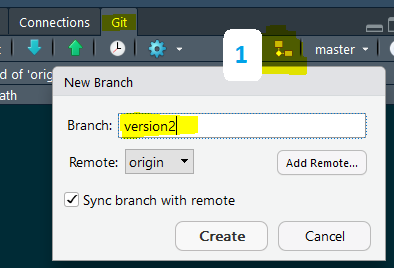 Connections Git
1 master
d of 'ori
ath
New Branch
Branch: version2
Remote: origin Add Remote...
Sync branch with remote
Create Cancel